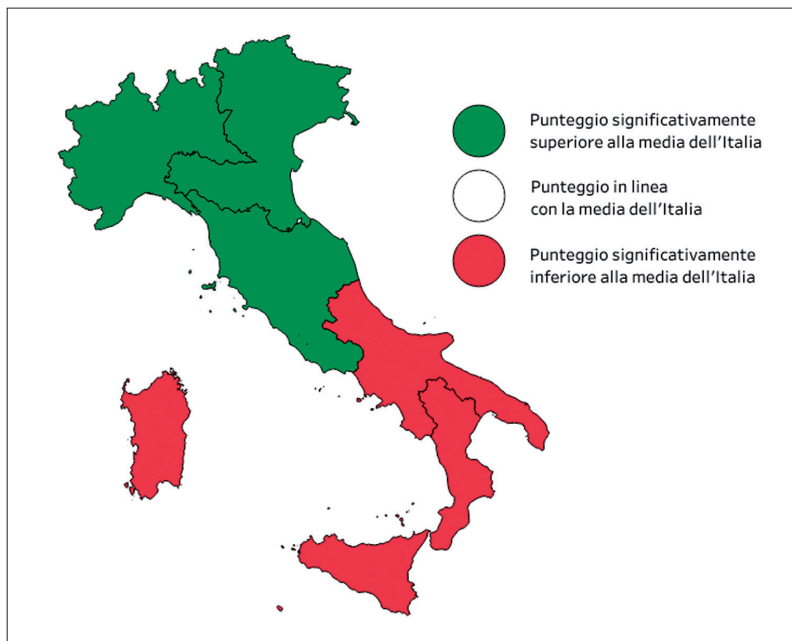 Punteggio significativamente
superiore alla media dell'Italia
Punteggio in linea
con la media dell'Italia
Punteggio significativamente
inferiore alla media dell'Italia